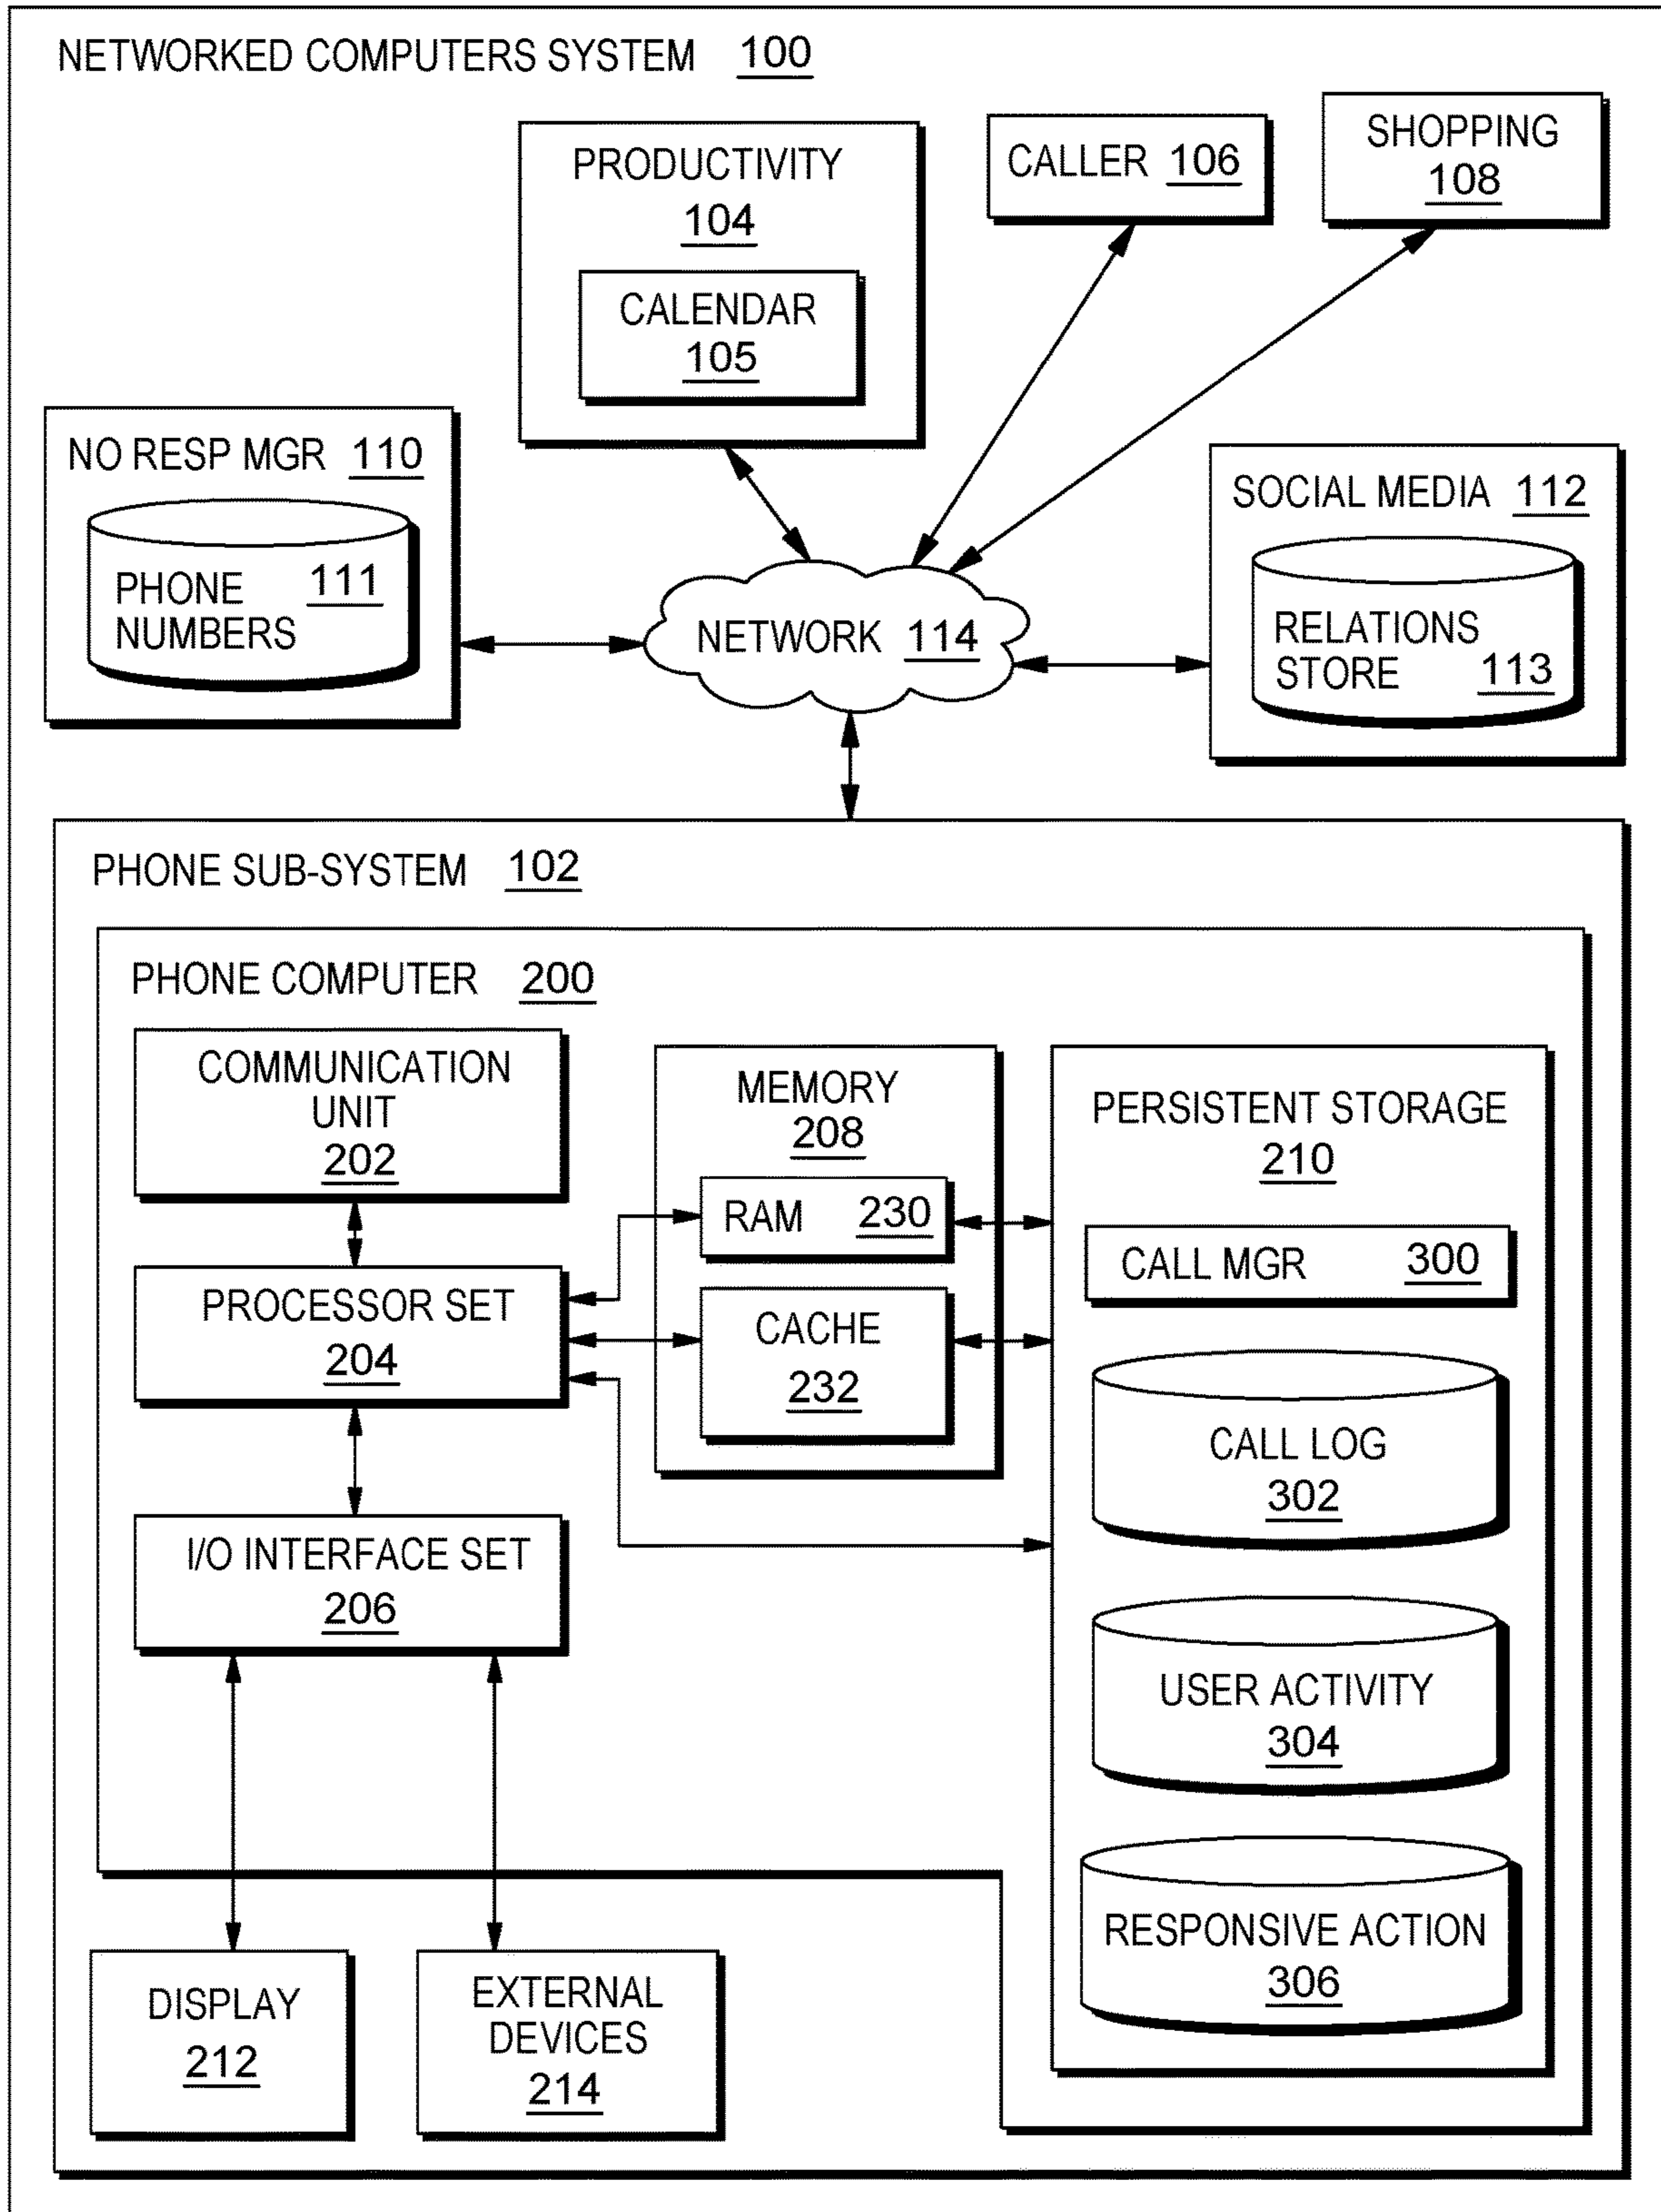 NETWORKED COMPUTERS SYSTEM 100
PRODUCTIVITY
104
CALENDAR
105
CALLER 106
SHOPPING
108
NO RESP MGR 110
PHONE 111
NUMBERS
NETWORK 114
SOCIAL MEDIA 112
RELATIONS
STORE 113
PHONE SUB-SYSTEM 102
PHONE COMPUTER 200
COMMUNICATION
UNIT
202
PROCESSOR SET
204
I/O INTERFACE SET
206
MEMORY
208
RAM 230
CACHE
232
PERSISTENT STORAGE
210
CALL MGR 300
CALL LOG
302
USER ACTIVITY
304
RESPONSIVE ACTION
306
DISPLAY
212
EXTERNAL
DEVICES
214